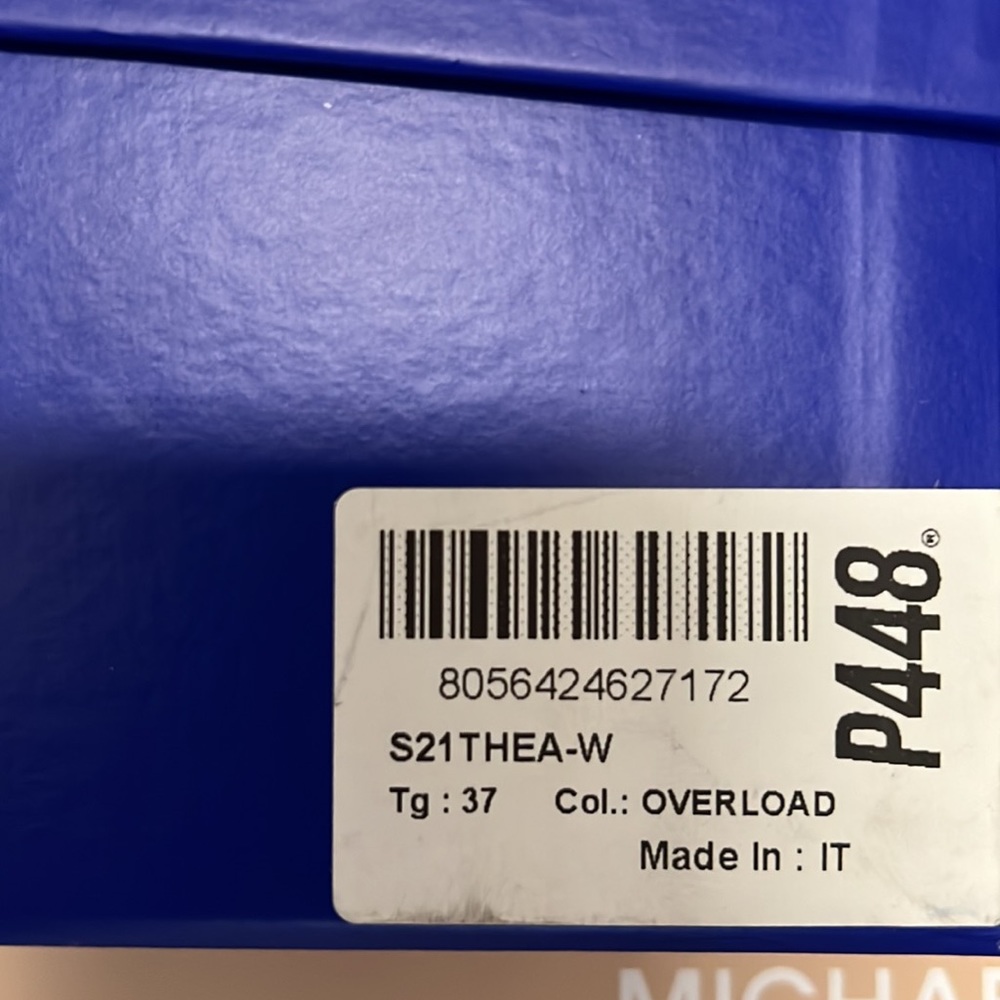 8056424627172
S21THEA-W
Tg : 37 Col.: OVERLOAD
Made In : IT
P448®